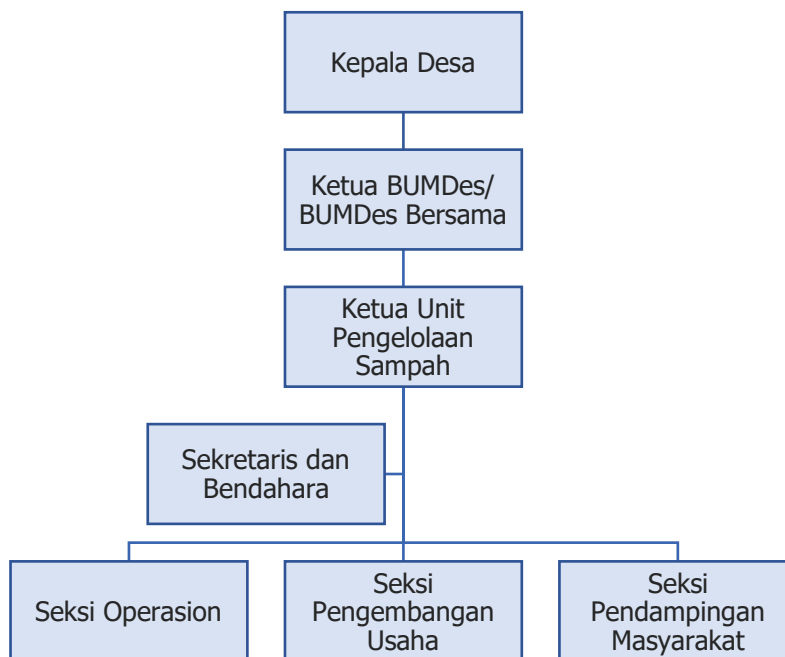 Kepala Desa
Ketua BUMDes/
BUMDes Bersama
Ketua Unit
Pengelolaan
Sampah
Sekretaris dan
Bendahara
Seksi Operasion
Seksi
Pengembangan
Usaha
Seksi
Pendampingan
Masyarakat